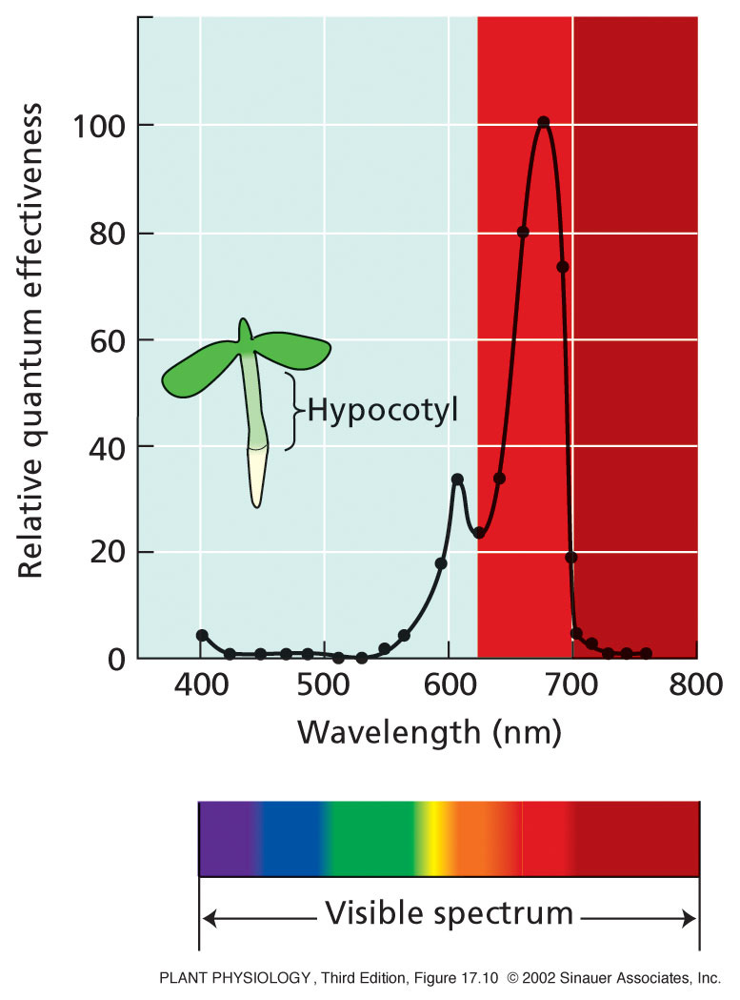 Relative quantum effectiveness
100
80
60
40
20
0
Hypocotyl
400 500 600 700 800
Wavelength (nm)
Visible spectrum
PLANT PHYSIOLOGY, Third Edition, Figure 17.10 © 2002 Sinauer Associates, Inc.